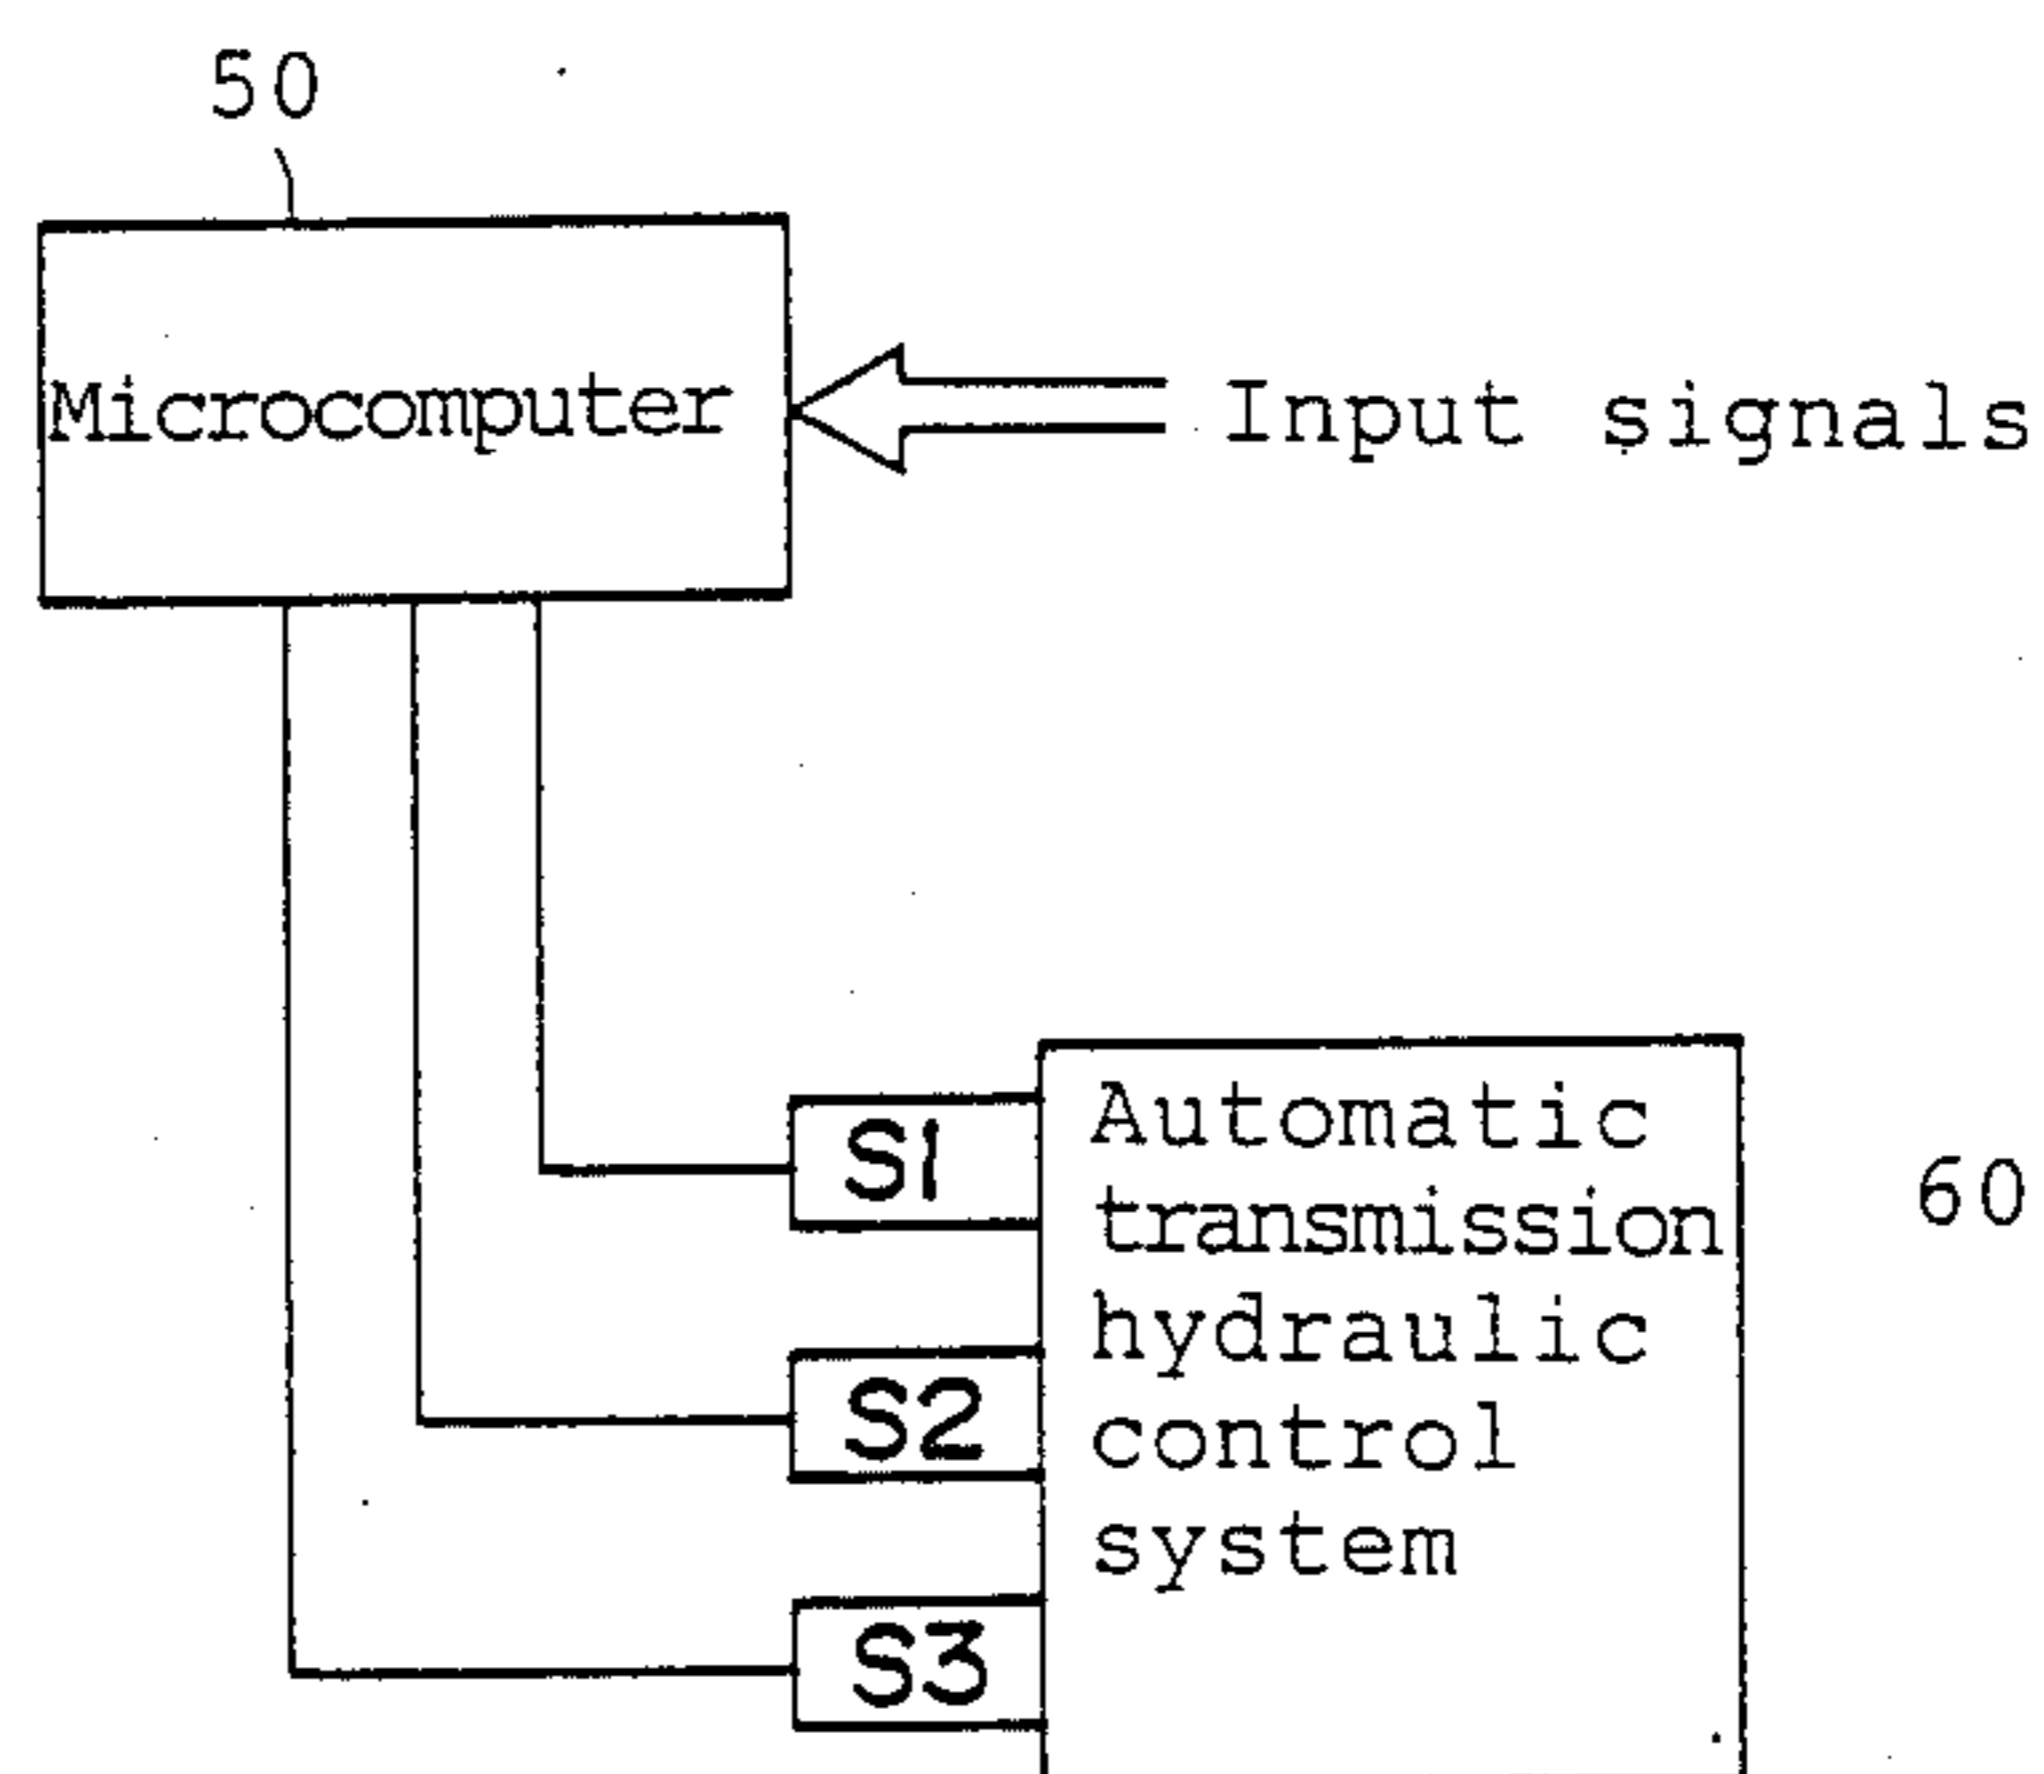 50
Microcomputer
Input signals
S1
S2
S3
Automatic
transmission
hydraulic
control
system
60